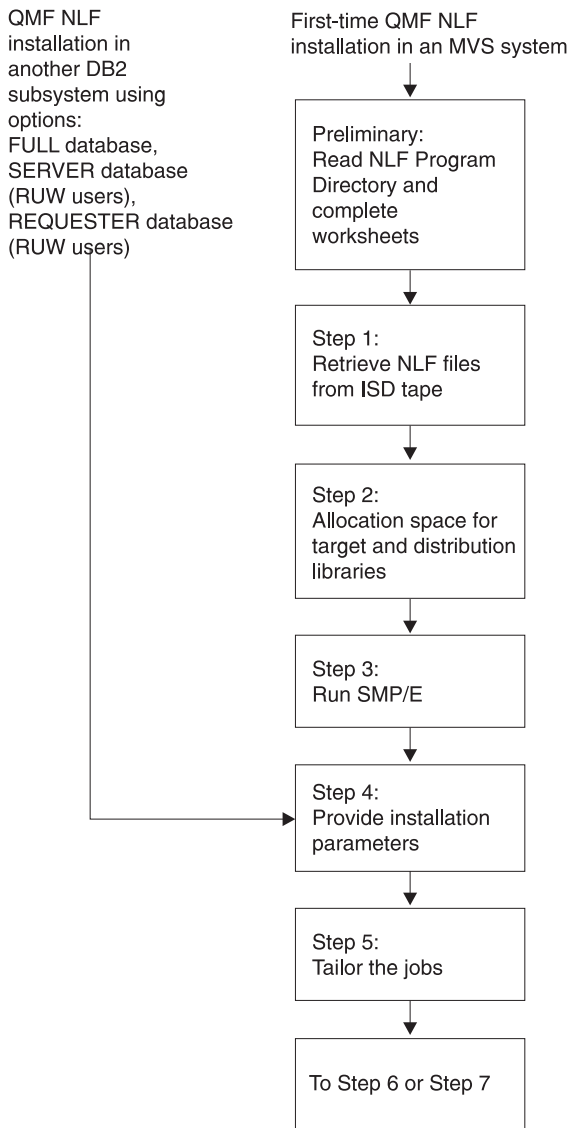 QMF NLF
installation in
another DB2
subsystem using
options:
FULL database,
SERVER database
(RUW users),
REQUESTER database
(RUW users)
First-time QMF NLF
installation in an MVS system
Preliminary:
Read NLF Program
Directory and
complete
worksheets
Step 1:
Retrieve NLF files
from ISD tape
Step 2:
Allocation space for
target and distribution
libraries
Step 3:
Run SMP/E
Step 4:
Provide installation
parameters
Step 5:
Tailor the jobs
To Step 6 or Step 7